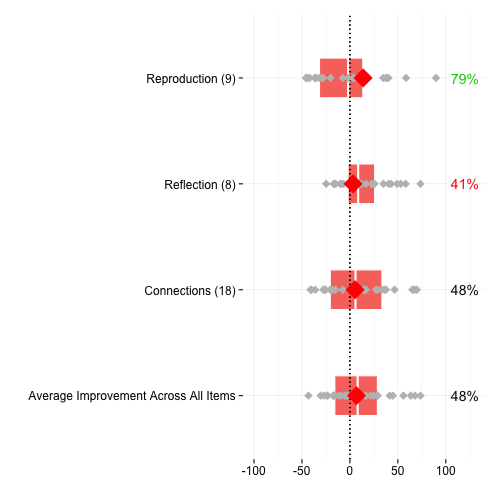 Reproduction (9)
79%
Reflection (8)
41%
Connections (18)
48%
Average Improvement Across All Items
48%
-100 -50 0 50 100